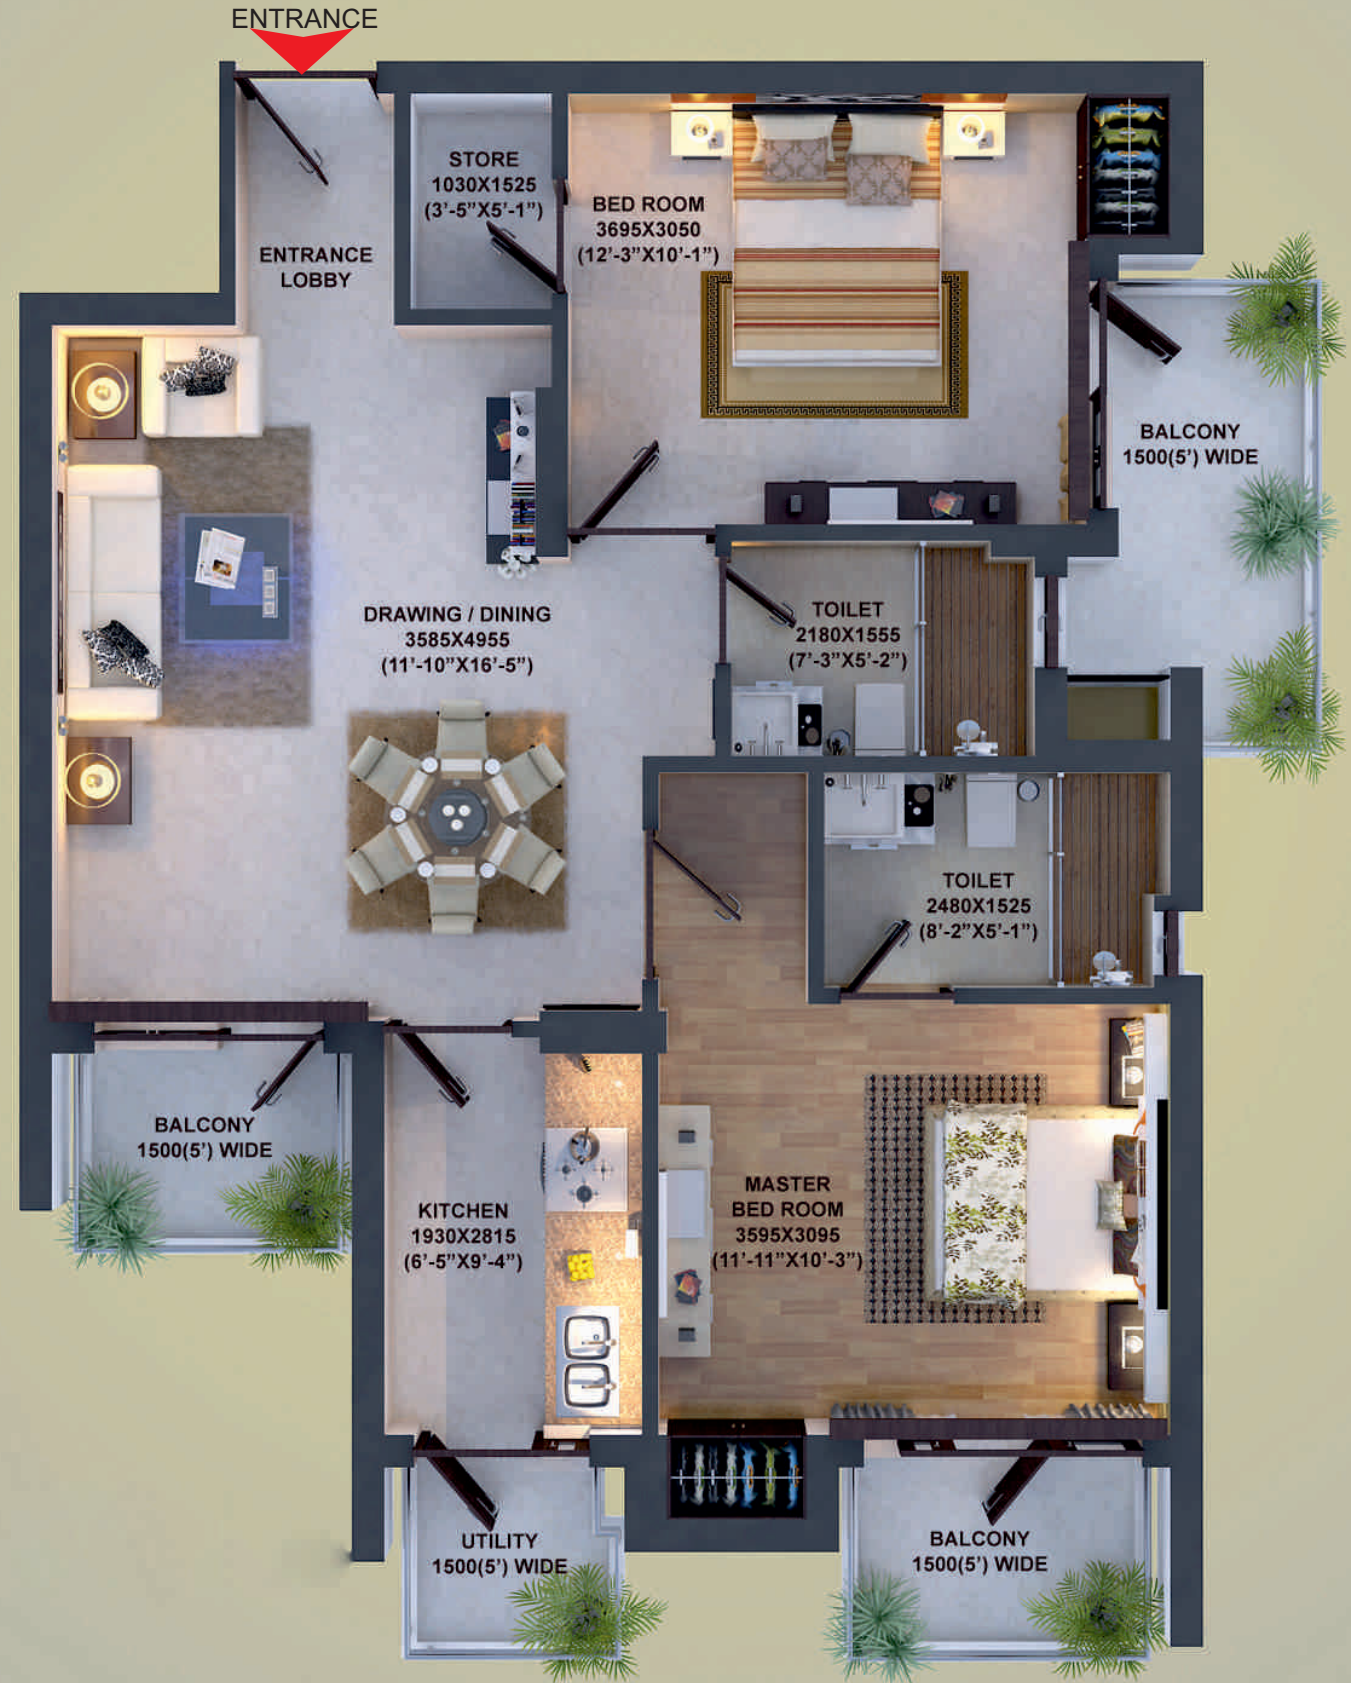 ENTRANCE
STORE
1030X1525
(3'-5”X5'-1”)
BED ROOM
3695X3050
(12'-3”X10'-1”)
ENTRANCE
LOBBY
BALCONY
1500(5') WIDE
DRAWING / DINING
3585X4955
(11'-10”X16'-5”)
TOILET
2180X1555
(7'-3”X5'-2”)
TOILET
2480X1525
(8'-2”X5'-1”)
BALCONY
1500(5') WIDE
KITCHEN
1930X2815
(6'-5”X9'-4”)
MASTER
BED ROOM
3595X3095
(11'-11”X10'-3”)
UTILITY
1500(5') WIDE
BALCONY
1500(5') WIDE